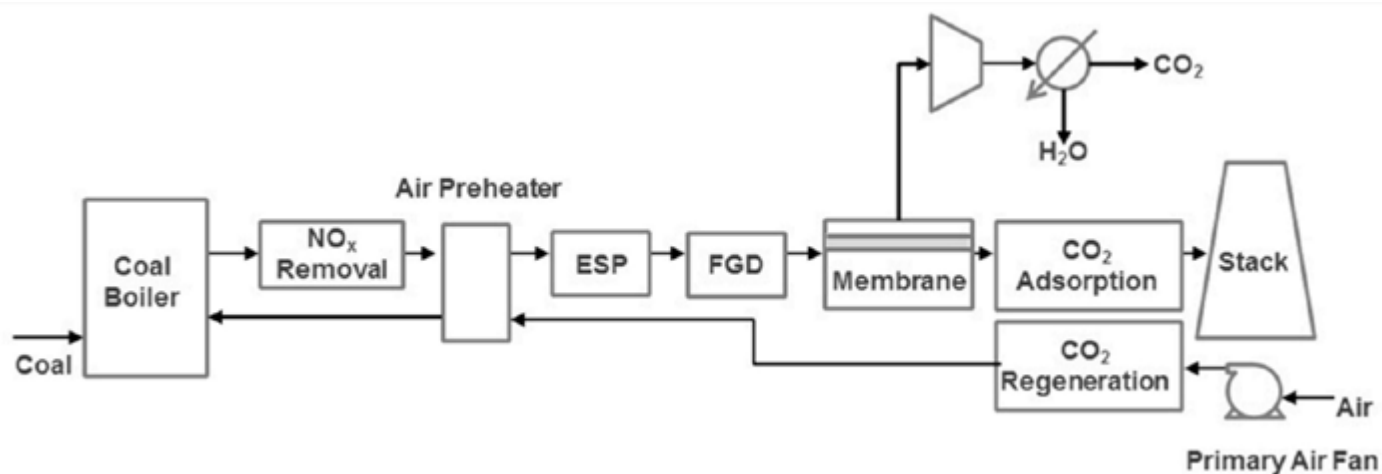 CO₂
H₂O
Air Preheater
Coal
Boiler
NOₓ
Removal
ESP
FGD
Membrane
CO₂
Adsorption
Stack
Coal
CO₂
Regeneration
Air
Primary Air Fan